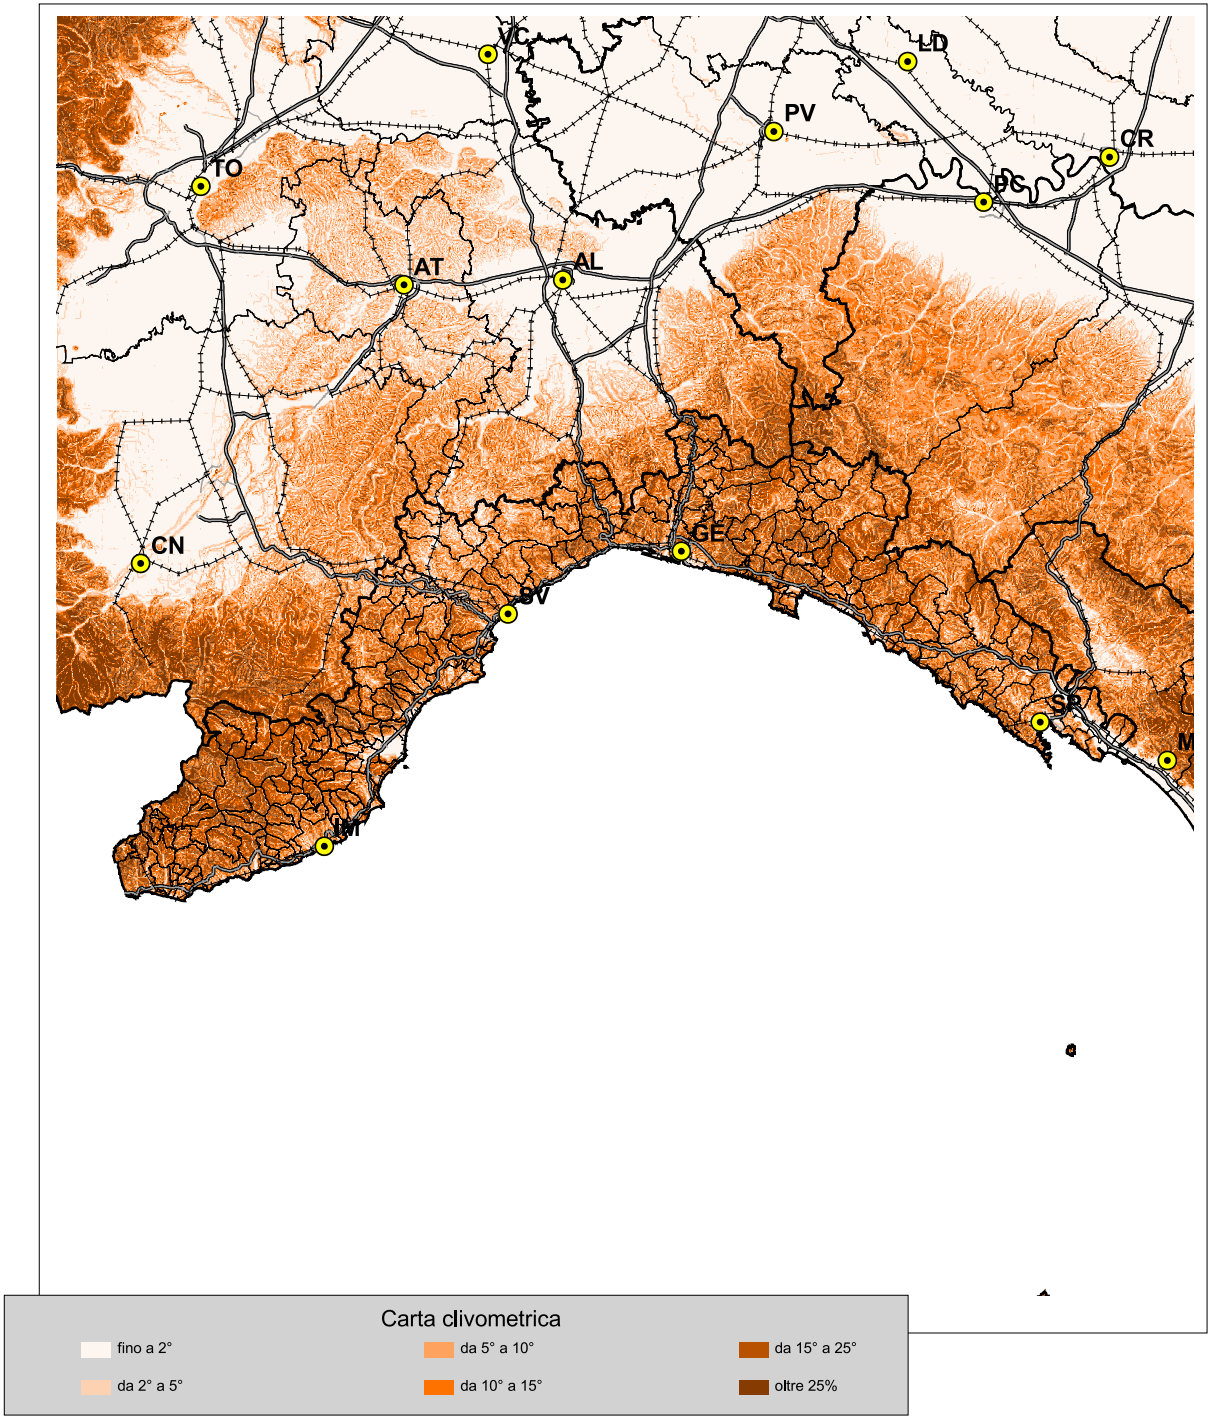 VC
LD
PV
CR
TO
PC
AT
AL
CN
GE
SV
SP
M
IM
Carta clivometrica
fino a 2°
da 5° a 10°
da 15° a 25°
da 2° a 5°
da 10° a 15°
oltre 25%